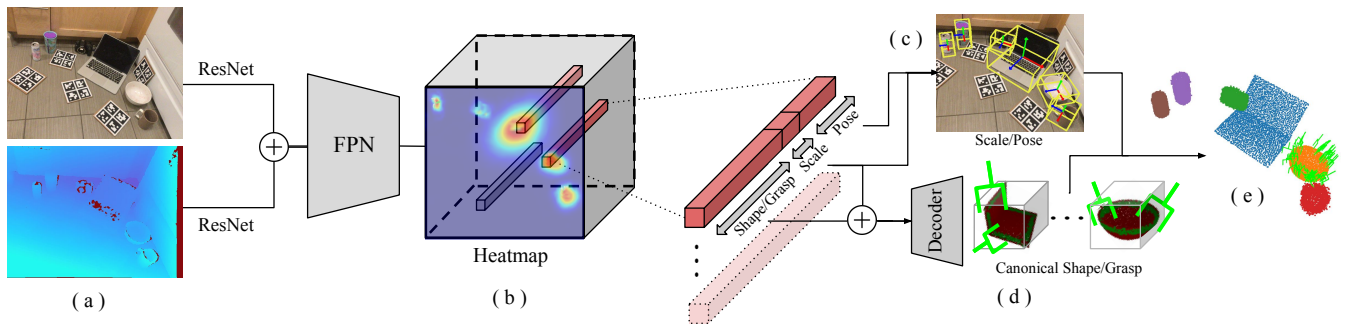 ResNet
ResNet
FPN
Heatmap
Pose
Scale
Shape/Grasp
Decoder
Scale/Pose
Canonical Shape/Grasp
( a )
( b )
( c )
( d )
( e )